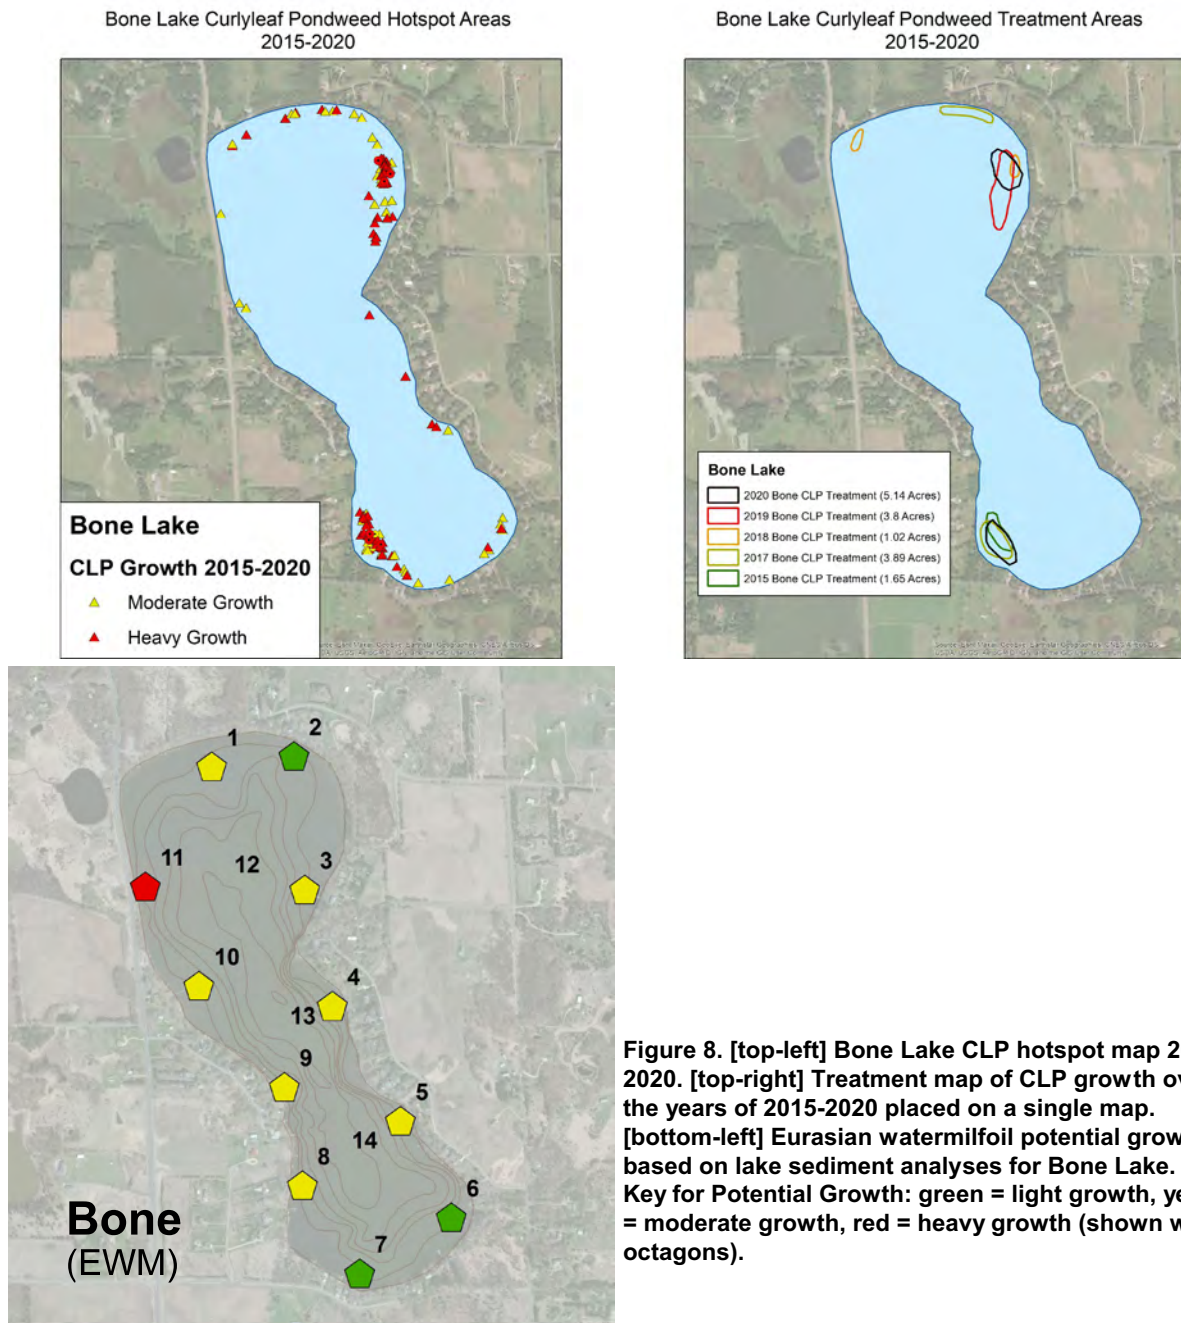 Bone Lake Curlyleaf Pondweed Hotspot Areas
2015-2020
Bone Lake
CLP Growth 2015-2020
Moderate Growth
Heavy Growth
Bone Lake Curlyleaf Pondweed Treatment Areas
2015-2020
Bone Lake
2020 Bone CLP Treatment (5.14 Acres)
2019 Bone CLP Treatment (3.8 Acres)
2018 Bone CLP Treatment (1.02 Acres)
2017 Bone CLP Treatment (3.89 Acres)
2015 Bone CLP Treatment (1.65 Acres)
1
2
11
12
3
10
4
13
9
5
14
8
6
7
Bone
(EWM)
Figure 8. [top-left] Bone Lake CLP hotspot map 2
2020. [top-right] Treatment map of CLP growth ov
the years of 2015-2020 placed on a single map.
[bottom-left] Eurasian watermilfoil potential grow
based on lake sediment analyses for Bone Lake.
Key for Potential Growth: green = light growth, ye
= moderate growth, red = heavy growth (shown w
octagons).